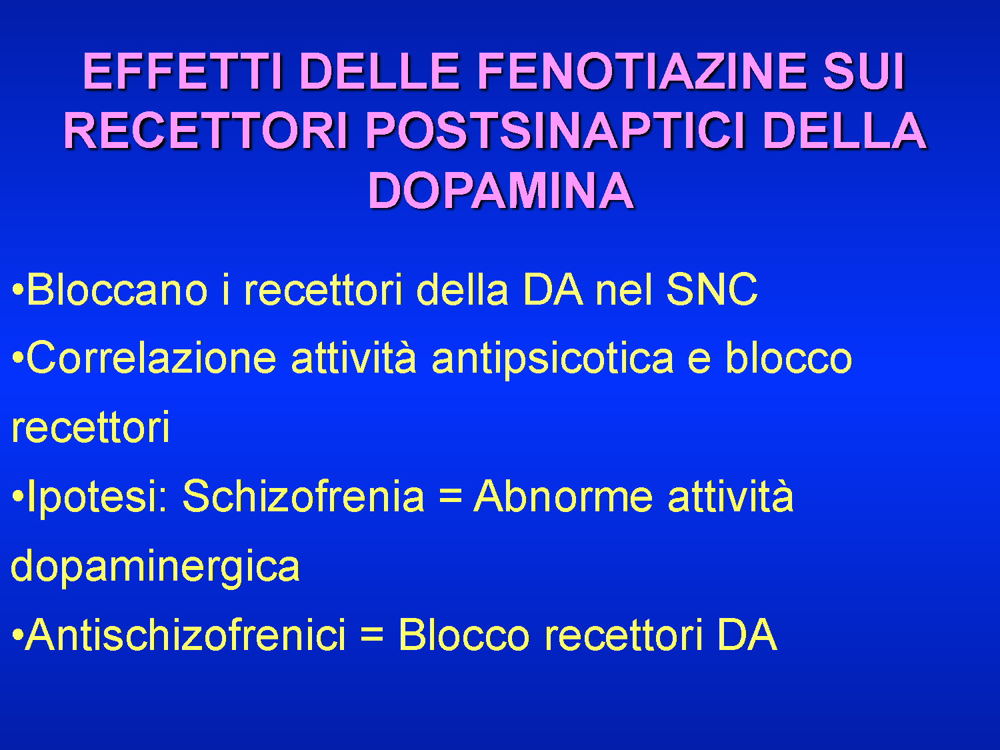 EFFETTI DELLE FENOTIAZINE SUI
RECETTORI POSTSINAPTICI DELLA
DOPAMINA
•Bloccano i recettori della DA nel SNC
•Correlazione attività antipsicotica e blocco
recettori
•Ipotesi: Schizofrenia = Abnorme attività
dopaminergica
•Antischizofrenici = Blocco recettori DA